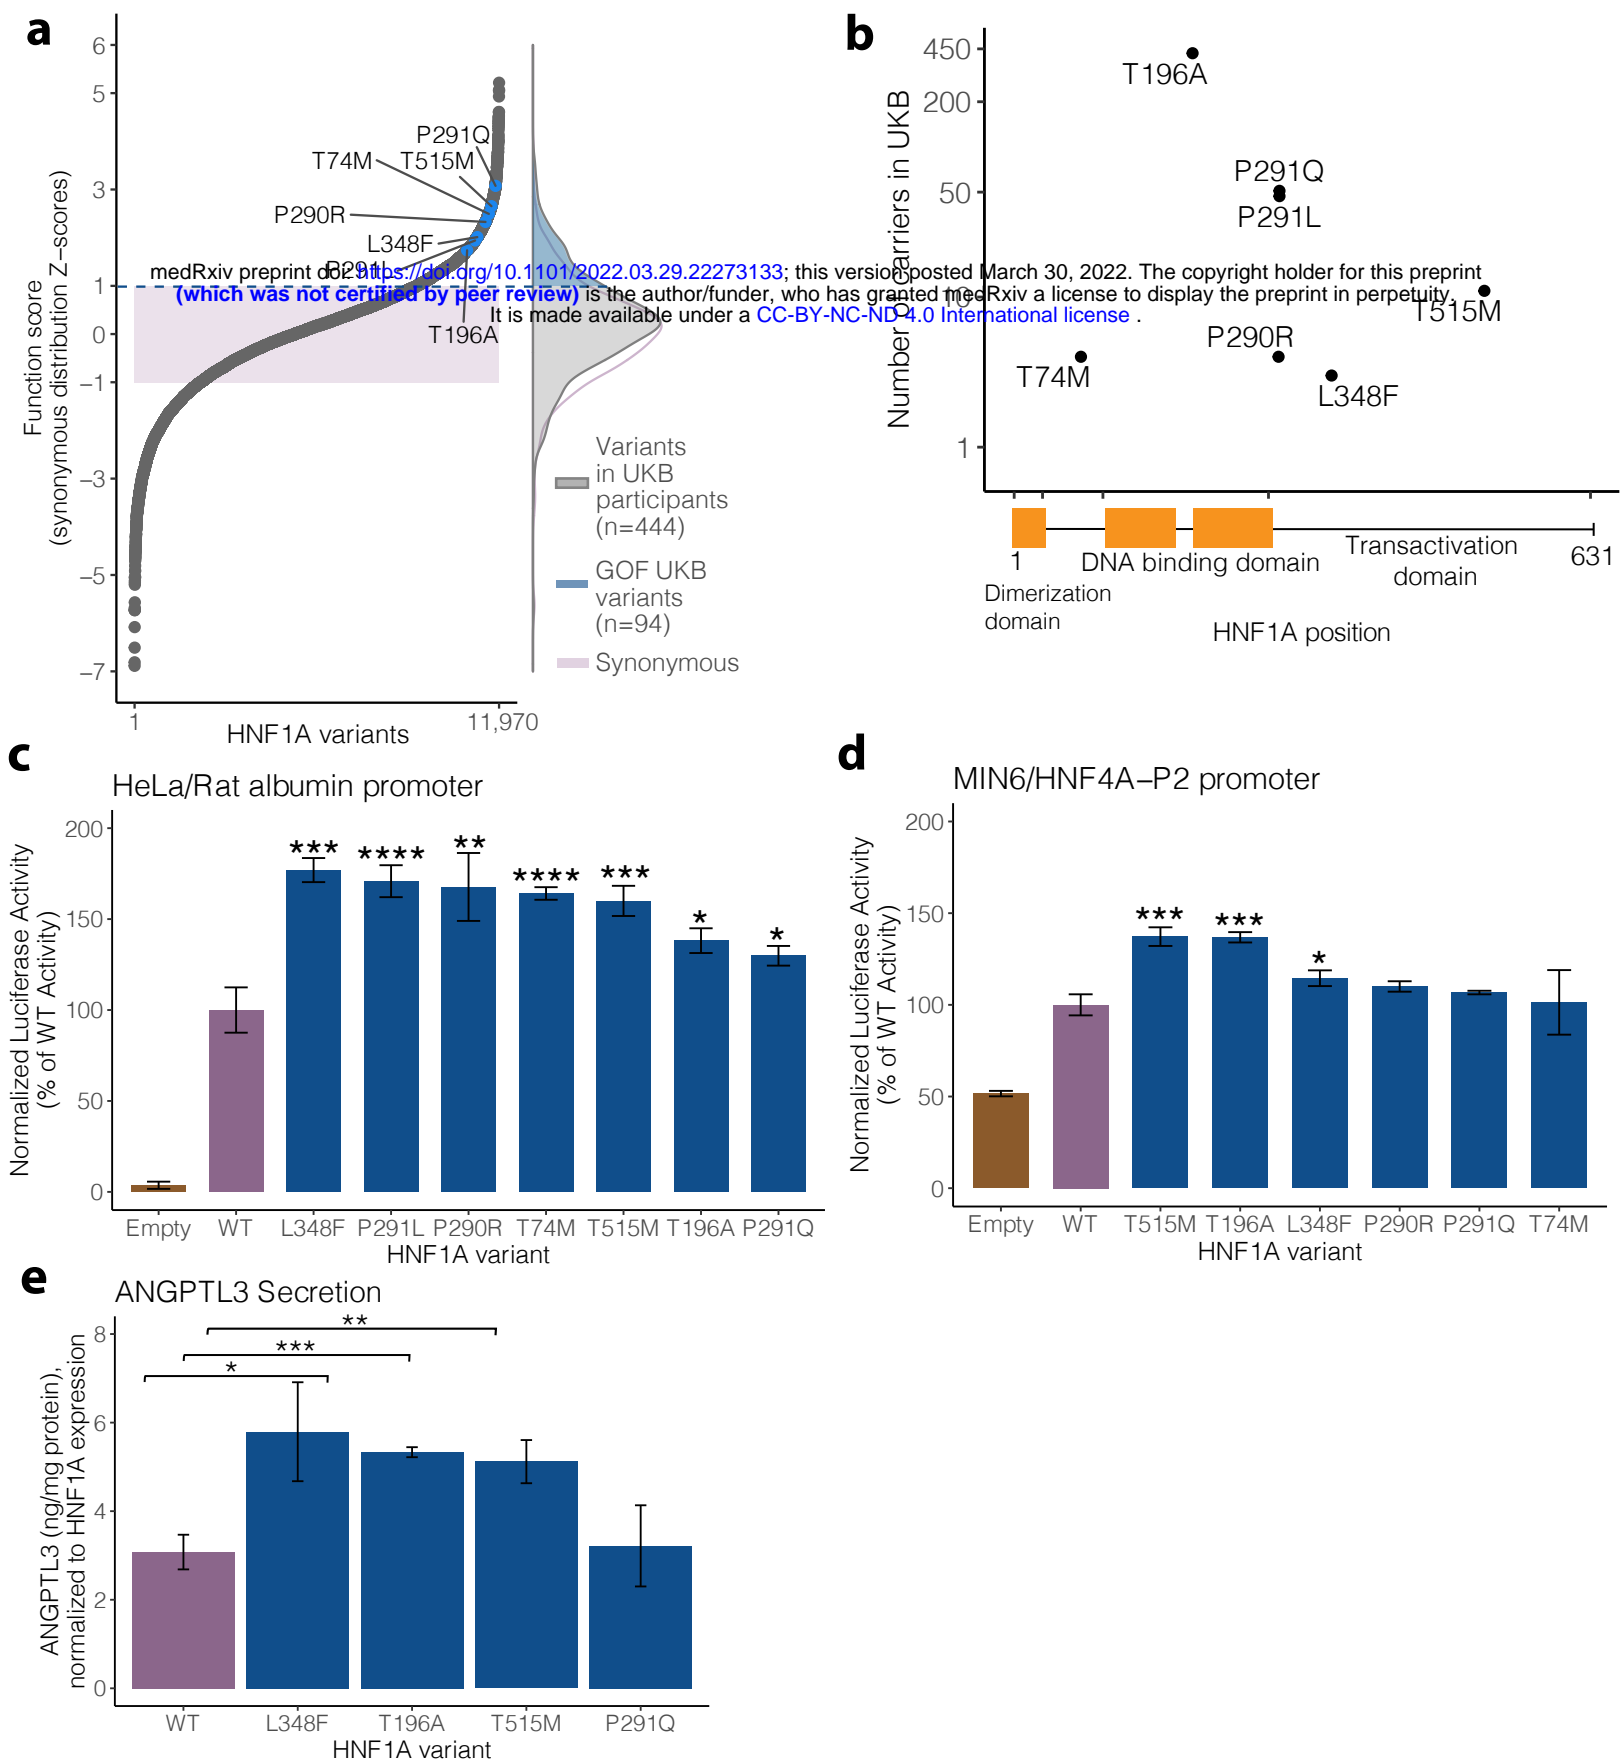 a
Function score
(synonymous distribution Z−scores)
6
5
3
1
0
−1
−3
−5
−7
P291Q
T74M
T515M
P290R
L348F
P291L
T196A
1
11,970
HNF1A variants
Variants
in UKB
participants
(n=444)
GOF UKB
variants
(n=94)
Synonymous
medRxiv preprint doi: https://doi.org/10.1101/2022.03.29.22273133; this version posted March 30, 2022. The copyright holder for this preprint
(which was not certified by peer review) is the author/funder, who has granted medRxiv a license to display the preprint in perpetuity.
It is made available under a CC-BY-NC-ND 4.0 International license .
b
Number of carriers in UKB
450
200
50
10
1
T196A
P291Q
P291L
T515M
P290R
T74M
L348F
1
631
DNA binding domain
Transactivation
domain
Dimerization
domain
HNF1A position
c
HeLa/Rat albumin promoter
Normalized Luciferase Activity
(% of WT Activity)
200
150
100
50
0
***
****
**
****
***
*
*
Empty WT L348F P291L P290R T74M T515M T196A P291Q
HNF1A variant
d
MIN6/HNF4A−P2 promoter
Normalized Luciferase Activity
(% of WT Activity)
200
150
100
50
0
***
***
*
Empty WT T515M T196A L348F P290R P291Q T74M
HNF1A variant
e
ANGPTL3 Secretion
ANGPTL3 (ng/mg protein),
normalized to HNF1A expression
8
6
4
2
0
**
***
*
WT L348F T196A T515M P291Q
HNF1A variant